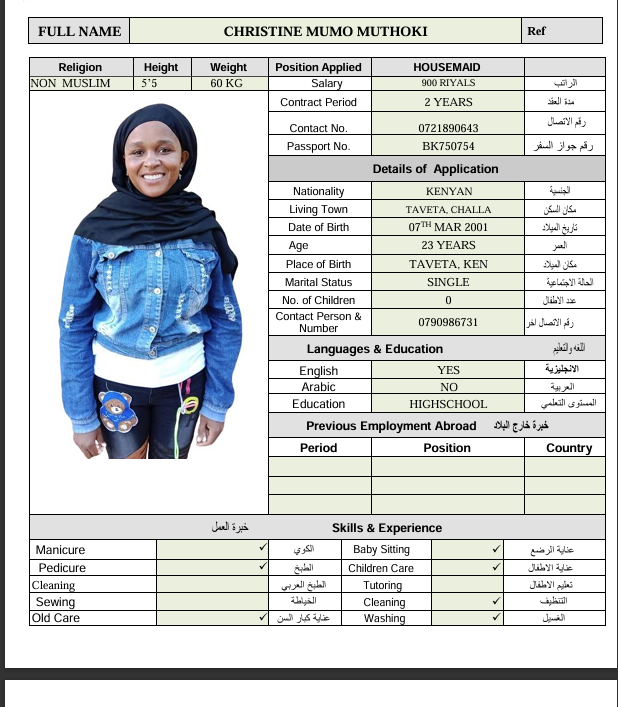 FULL NAME CHRISTINE MUMO MUTHOKI Ref
Religion Height Weight Position Applied HOUSEMAID
NON MUSLIM 5'5 60 KG Salary 900 RIYALS الراتب
Contract Period 2 YEARS مدة العقد
Contact No. 0721890643 رقم الاتصال
Passport No. BK750754 رقم جواز السفر
Details of Application
Nationality KENYAN الجنسية
Living Town TAVETA, CHALLA مكان السكن
Date of Birth 07TH MAR 2001 تاريخ الميلاد
Age 23 YEARS العمر
Place of Birth TAVETA, KEN مكان الميلاد
Marital Status SINGLE الحالة الاجتماعية
No. of Children 0 عدد الاطفال
Contact Person & Number 0790986731 رقم الاتصال اخر
Languages & Education اللغه والتعليم
English YES الانجليزية
Arabic NO العربية
Education HIGHSCHOOL المستوى التعلمي
Previous Employment Abroad خبرة خارج البلاد
Period Position Country
خبرة العمل Skills & Experience
Manicure ✓ الكوي Baby Sitting ✓ عناية الرضع
Pedicure ✓ الطبخ Children Care ✓ عناية الاطفال
Cleaning الطبخ العربي Tutoring تعليم الاطفال
Sewing الخياطة Cleaning ✓ التنظيف
Old Care ✓ عناية كبار السن Washing ✓ الغسيل